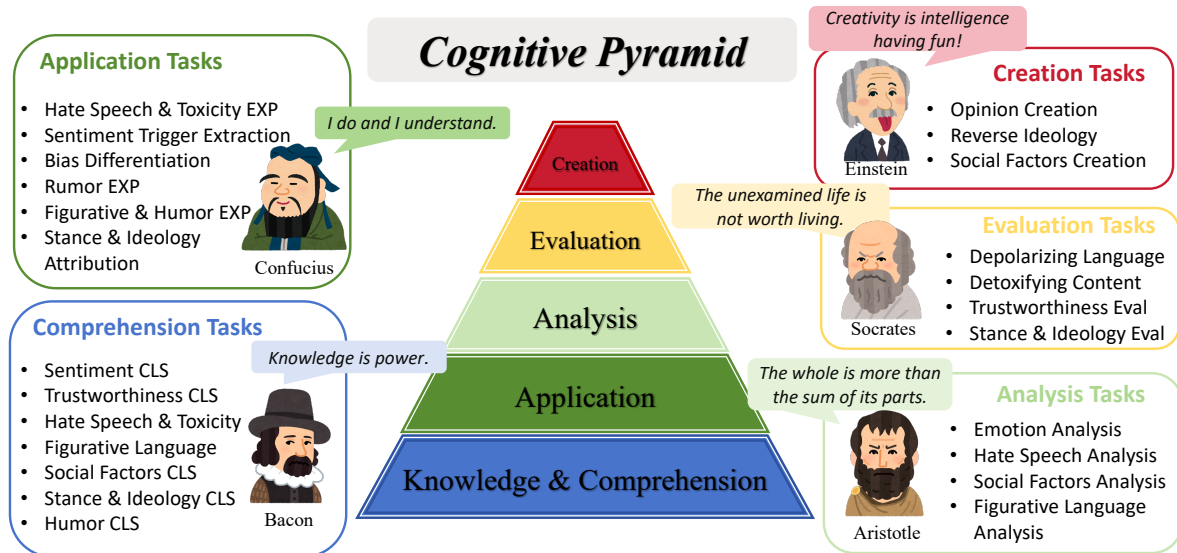 Cognitive Pyramid
Application Tasks
• Hate Speech & Toxicity EXP
• Sentiment Trigger Extraction
• Bias Differentiation
• Rumor EXP
• Figurative & Humor EXP
• Stance & Ideology
Attribution
I do and I understand.
Confucius
Comprehension Tasks
• Sentiment CLS
• Trustworthiness CLS
• Hate Speech & Toxicity
• Figurative Language
• Social Factors CLS
• Stance & Ideology CLS
• Humor CLS
Knowledge is power.
Bacon
Creation
Evaluation
Analysis
Application
Knowledge & Comprehension
Creativity is intelligence
having fun!
Creation Tasks
• Opinion Creation
• Reverse Ideology
• Social Factors Creation
Einstein
The unexamined life is
not worth living.
Evaluation Tasks
• Depolarizing Language
• Detoxifying Content
• Trustworthiness Eval
• Stance & Ideology Eval
Socrates
The whole is more than
the sum of its parts.
Analysis Tasks
• Emotion Analysis
• Hate Speech Analysis
• Social Factors Analysis
• Figurative Language
Analysis
Aristotle